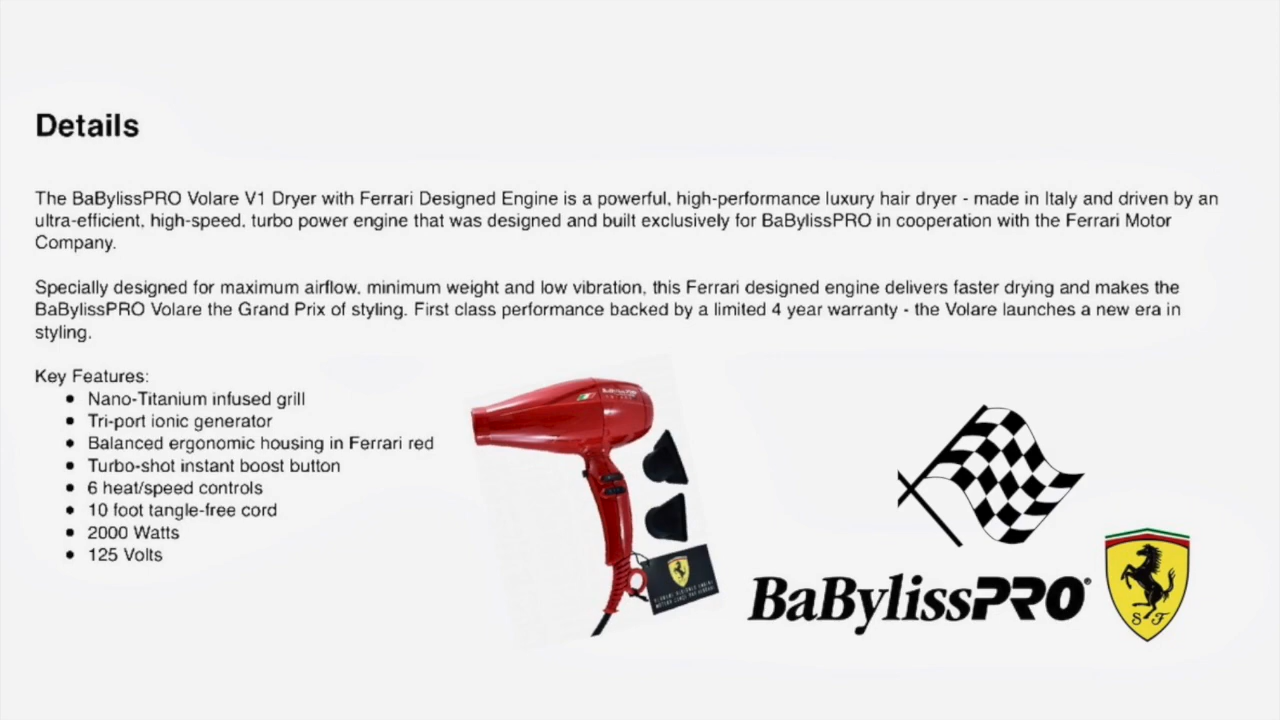 Details
The BaBylissPRO Volare V1 Dryer with Ferrari Designed Engine is a powerful, high-performance luxury hair dryer - made in Italy and driven by an
ultra-efficient, high-speed, turbo power engine that was designed and built exclusively for BaBylissPRO in cooperation with the Ferrari Motor
Company.
Specially designed for maximum airflow, minimum weight and low vibration, this Ferrari designed engine delivers faster drying and makes the
BaBylissPRO Volare the Grand Prix of styling. First class performance backed by a limited 4 year warranty - the Volare launches a new era in
styling.
Key Features:
• Nano-Titanium infused grill
• Tri-port ionic generator
• Balanced ergonomic housing in Ferrari red
• Turbo-shot instant boost button
• 6 heat/speed controls
• 10 foot tangle-free cord
• 2000 Watts
• 125 Volts
BaBylissPRO®
S F